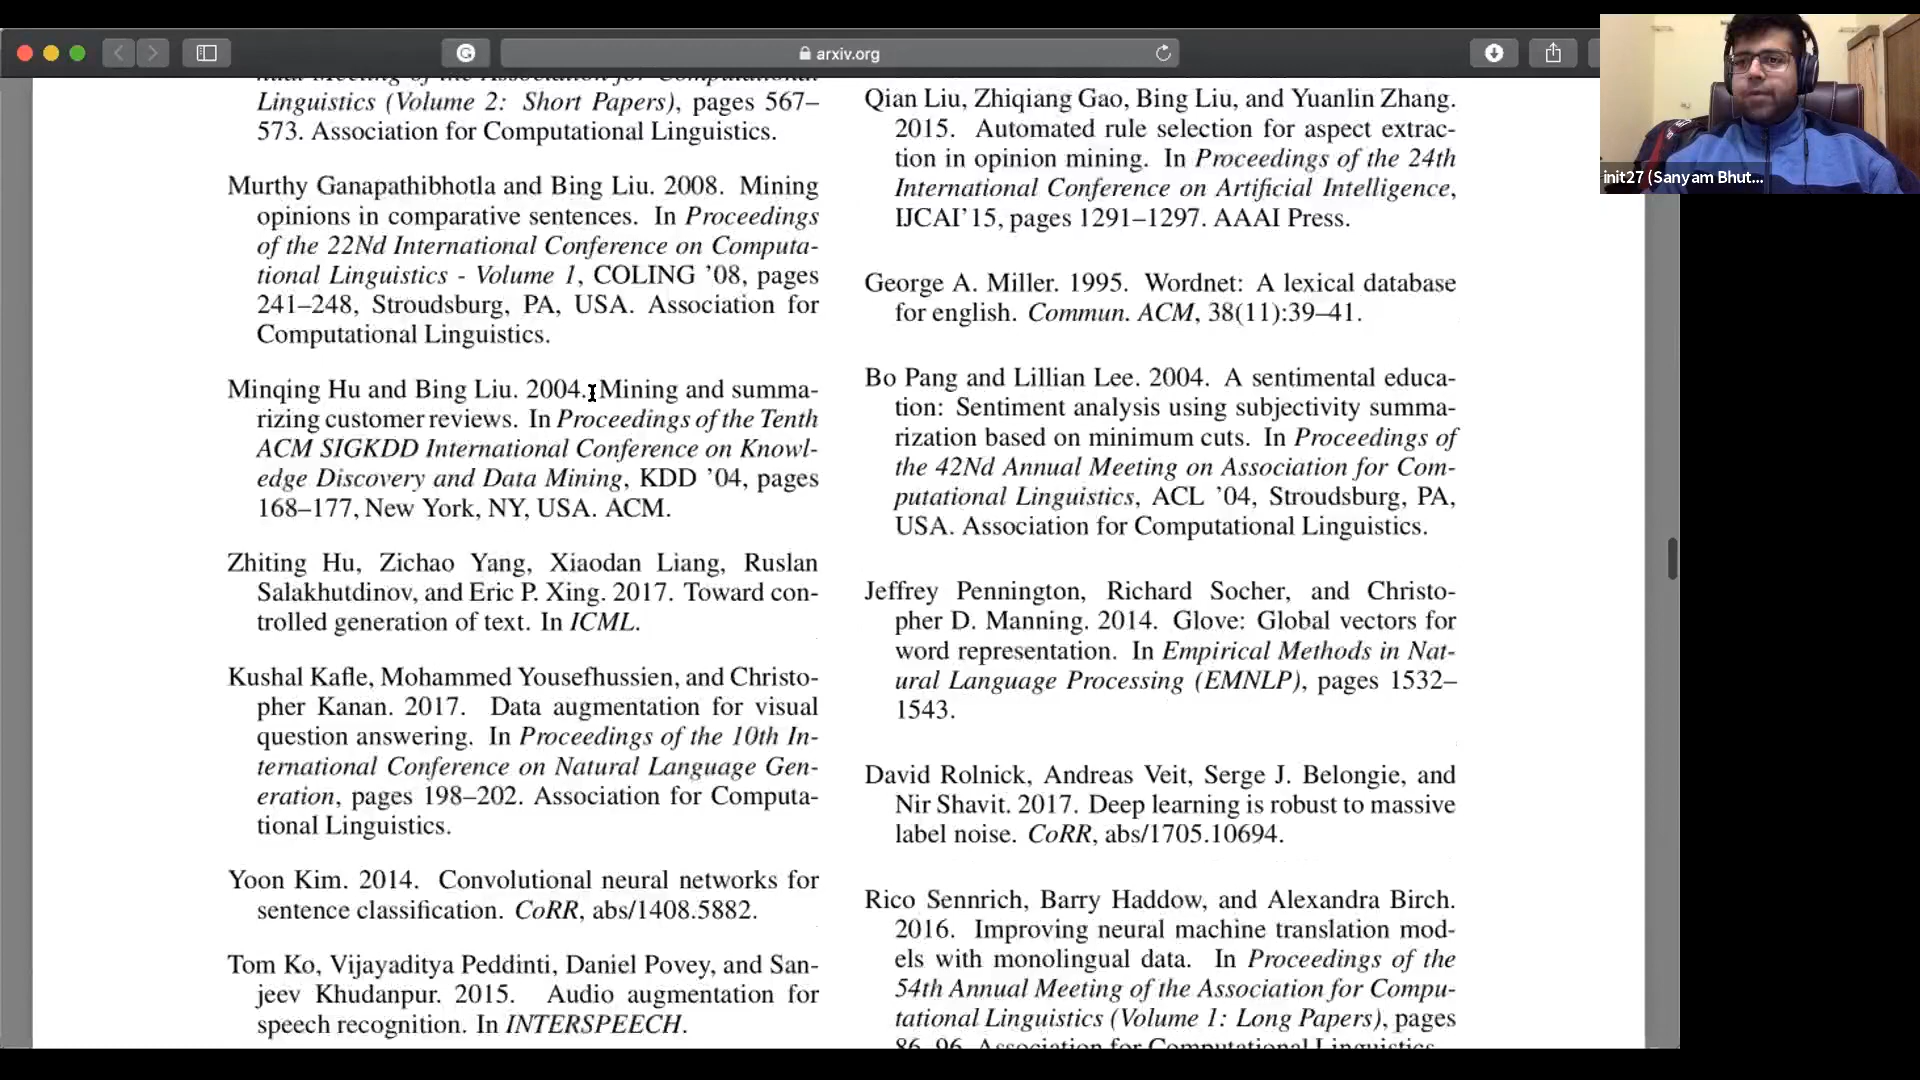 arxiv.org
Linguistics (Volume 2: Short Papers), pages 567–
573. Association for Computational Linguistics.
Murthy Ganapathibhotla and Bing Liu. 2008. Mining
opinions in comparative sentences. In Proceedings
of the 22Nd International Conference on Computa-
tional Linguistics - Volume 1, COLING ’08, pages
241–248, Stroudsburg, PA, USA. Association for
Computational Linguistics.
Minqing Hu and Bing Liu. 2004. Mining and summa-
rizing customer reviews. In Proceedings of the Tenth
ACM SIGKDD International Conference on Knowl-
edge Discovery and Data Mining, KDD ’04, pages
168–177, New York, NY, USA. ACM.
Zhiting Hu, Zichao Yang, Xiaodan Liang, Ruslan
Salakhutdinov, and Eric P. Xing. 2017. Toward con-
trolled generation of text. In ICML.
Kushal Kafle, Mohammed Yousefhussien, and Christo-
pher Kanan. 2017. Data augmentation for visual
question answering. In Proceedings of the 10th In-
ternational Conference on Natural Language Gen-
eration, pages 198–202. Association for Computa-
tional Linguistics.
Yoon Kim. 2014. Convolutional neural networks for
sentence classification. CoRR, abs/1408.5882.
Tom Ko, Vijayaditya Peddinti, Daniel Povey, and San-
jeev Khudanpur. 2015. Audio augmentation for
speech recognition. In INTERSPEECH.
Qian Liu, Zhiqiang Gao, Bing Liu, and Yuanlin Zhang.
2015. Automated rule selection for aspect extrac-
tion in opinion mining. In Proceedings of the 24th
International Conference on Artificial Intelligence,
IJCAI’15, pages 1291–1297. AAAI Press.
George A. Miller. 1995. Wordnet: A lexical database
for english. Commun. ACM, 38(11):39–41.
Bo Pang and Lillian Lee. 2004. A sentimental educa-
tion: Sentiment analysis using subjectivity summa-
rization based on minimum cuts. In Proceedings of
the 42Nd Annual Meeting on Association for Com-
putational Linguistics, ACL ’04, Stroudsburg, PA,
USA. Association for Computational Linguistics.
Jeffrey Pennington, Richard Socher, and Christo-
pher D. Manning. 2014. Glove: Global vectors for
word representation. In Empirical Methods in Nat-
ural Language Processing (EMNLP), pages 1532–
1543.
David Rolnick, Andreas Veit, Serge J. Belongie, and
Nir Shavit. 2017. Deep learning is robust to massive
label noise. CoRR, abs/1705.10694.
Rico Sennrich, Barry Haddow, and Alexandra Birch.
2016. Improving neural machine translation mod-
els with monolingual data. In Proceedings of the
54th Annual Meeting of the Association for Compu-
tational Linguistics (Volume 1: Long Papers), pages
86–96. Association for Computational Linguistics.
init27 (Sanyam Bhut...